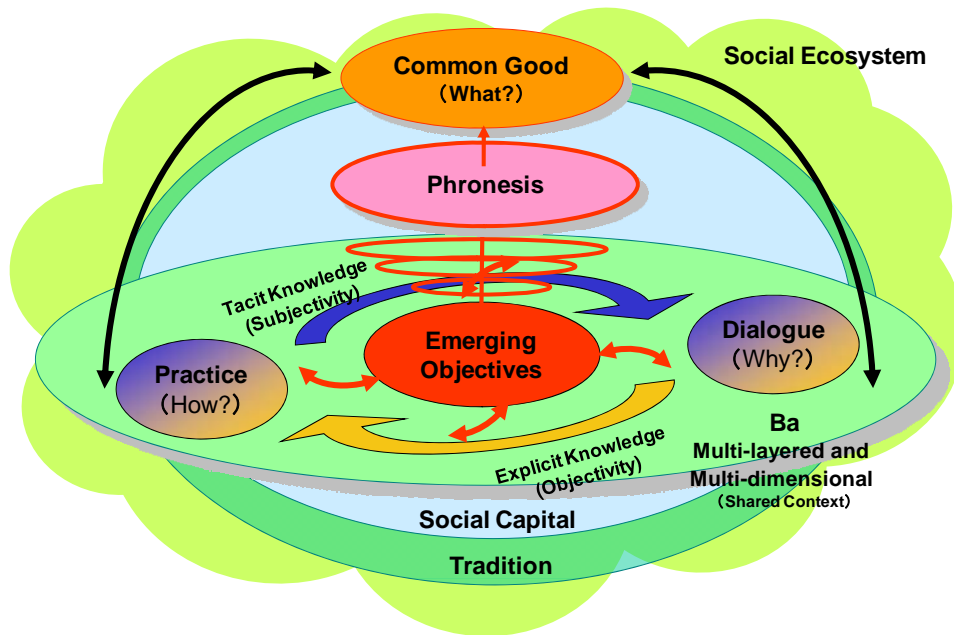 Social Ecosystem
Common Good
（What?）
Phronesis
Tacit Knowledge
(Subjectivity)
Emerging
Objectives
Practice
（How?）
Dialogue
（Why?）
Explicit Knowledge
(Objectivity)
Ba
Multi-layered and
Multi-dimensional
（Shared Context）
Social Capital
Tradition